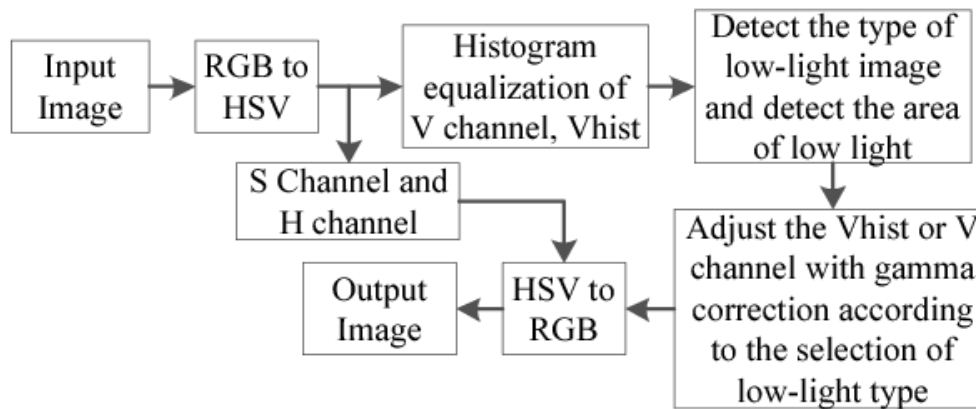 Input
Image
RGB to
HSV
Histogram
equalization of
V channel, Vhist
Detect the type of
low-light image
and detect the area
of low light
S Channel and
H channel
Adjust the Vhist or V
channel with gamma
correction according
to the selection of
low-light type
HSV to
RGB
Output
Image